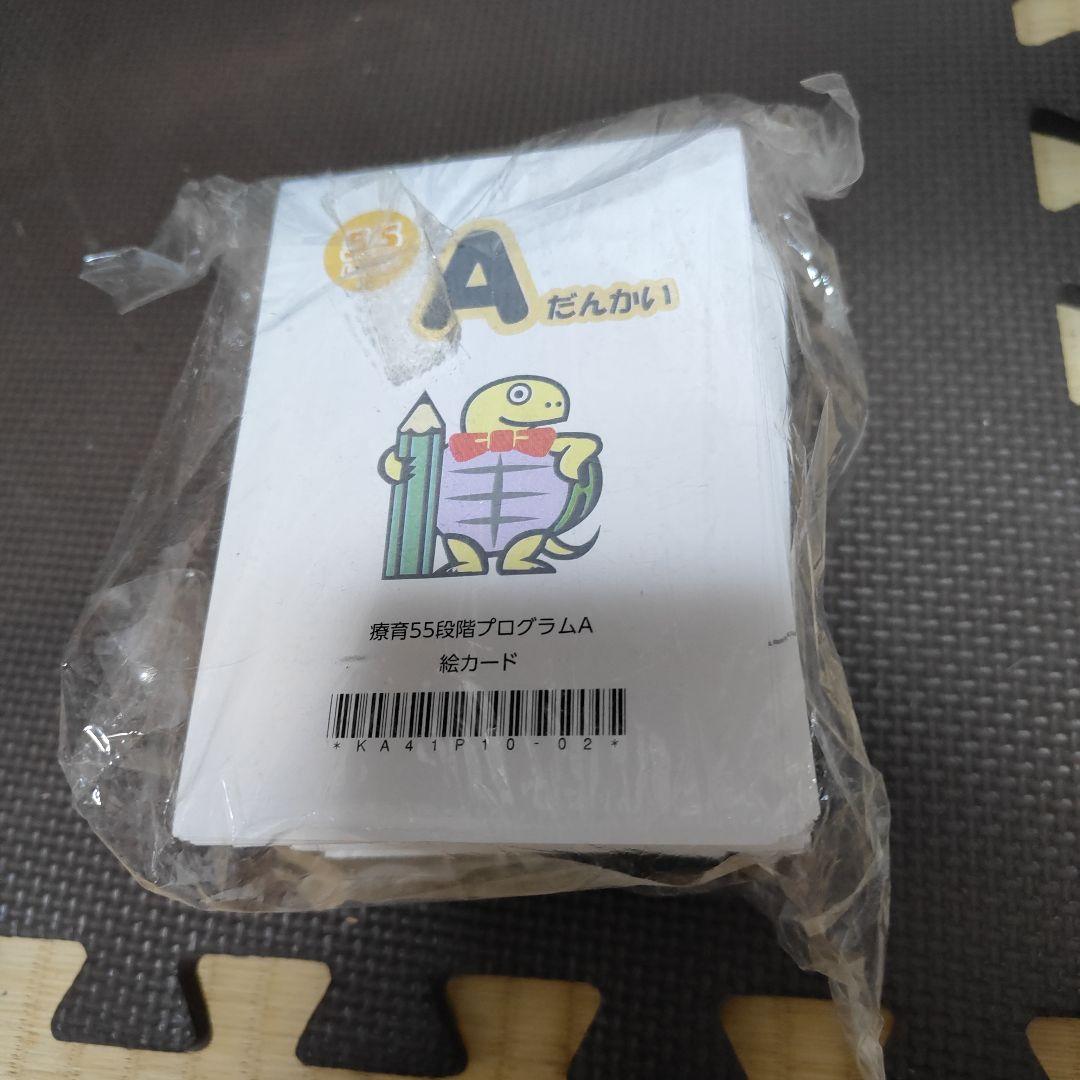 A だんかい
療育55段階プログラムA
絵カード
*KA41P10-02*